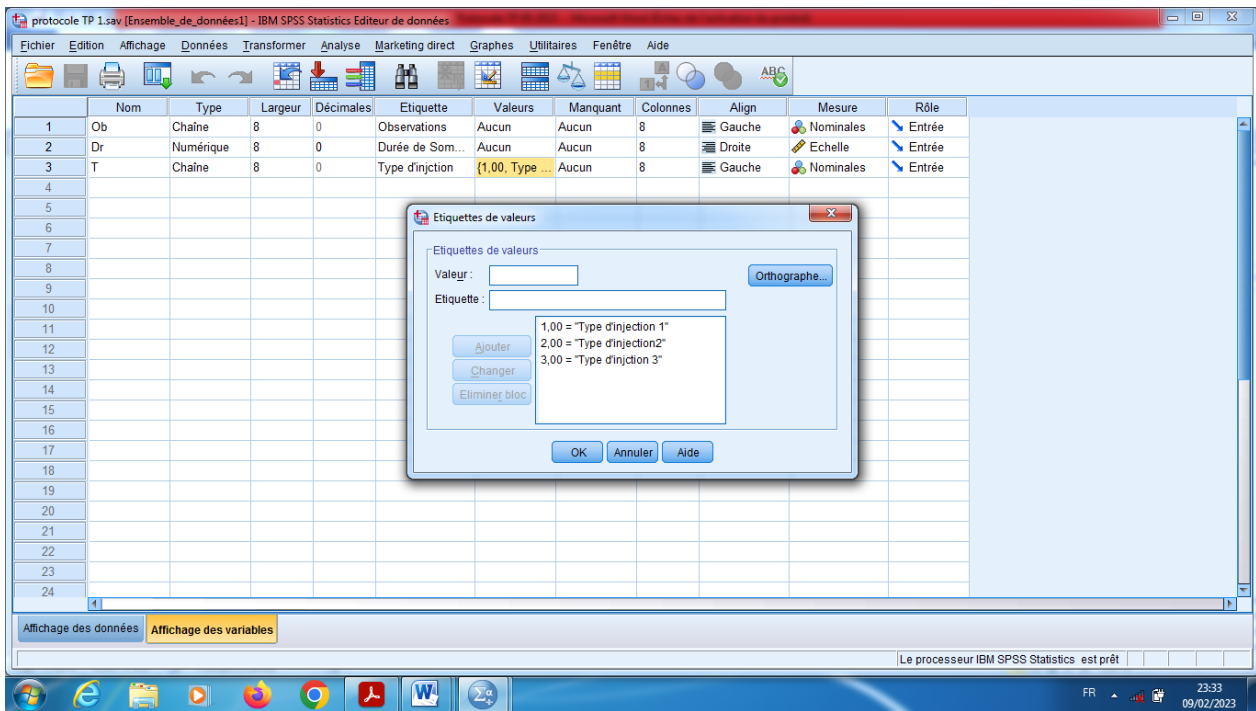 protocole TP 1.sav [Ensemble_de_données1] - IBM SPSS Statistics Editeur de données
Fichier Edition Affichage Données Transformer Analyse Marketing direct Graphes Utilitaires Fenêtre Aide
Nom Type Largeur Décimales Etiquette Valeurs Manquant Colonnes Align Mesure Rôle
1 Ob Chaîne 8 0 Observations Aucun Aucun 8 Gauche Nominales Entrée
2 Dr Numérique 8 0 Durée de Som... Aucun Aucun 8 Droite Echelle Entrée
3 T Chaîne 8 0 Type d'injction {1,00, Type ... Aucun 8 Gauche Nominales Entrée
4
5
6
7
8
9
10
11
12
13
14
15
16
17
18
19
20
21
22
23
24
Etiquettes de valeurs
Etiquettes de valeurs
Valeur :
Orthographe...
Etiquette :
Ajouter
Changer
Eliminer bloc
1,00 = "Type d'injection 1"
2,00 = "Type d'injection2"
3,00 = "Type d'injction 3"
OK Annuler Aide
Affichage des données Affichage des variables
Le processeur IBM SPSS Statistics est prêt
FR 23:33
09/02/2023